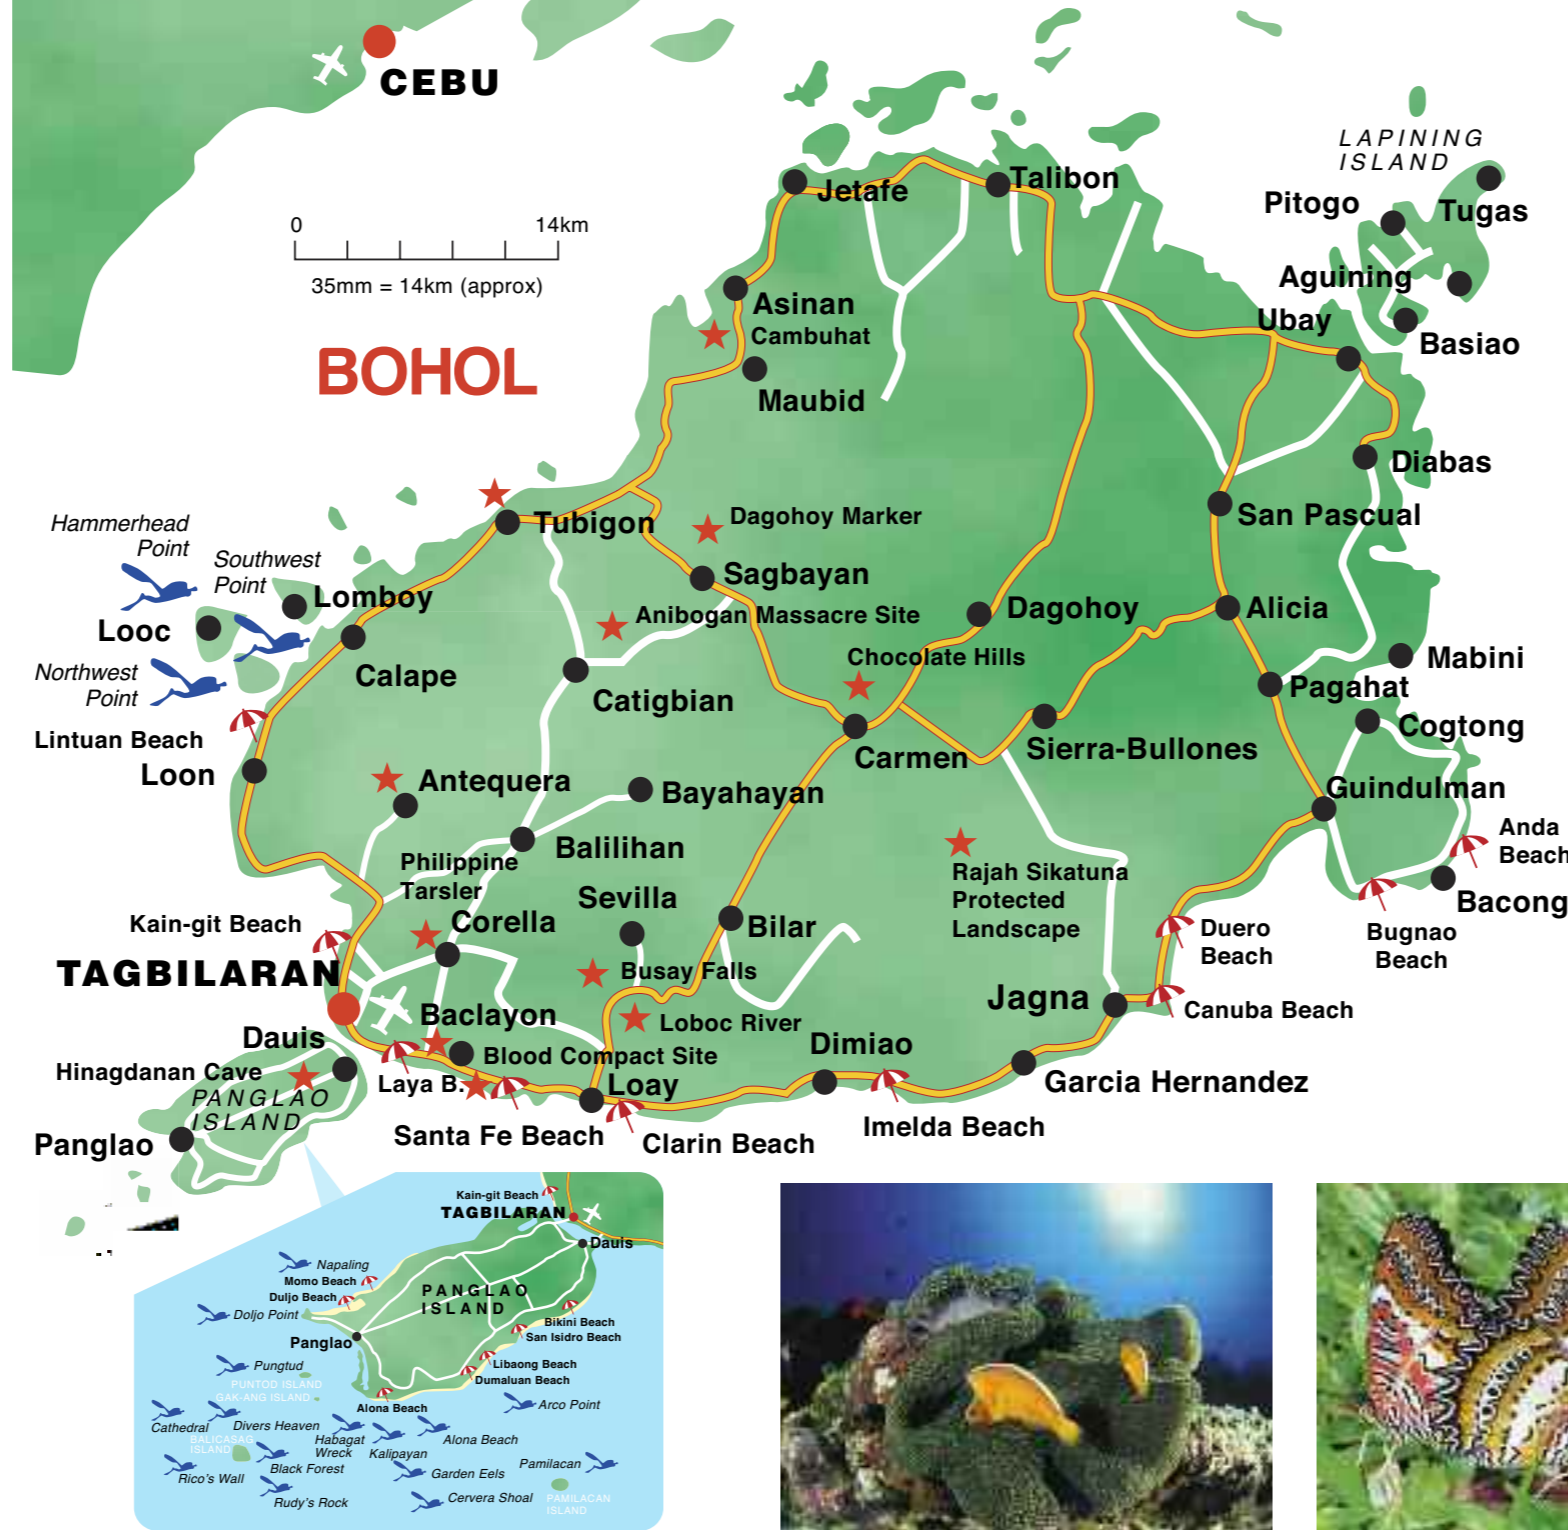 CEBU
LAPINING
ISLAND
Jetafe
Talibon
Pitogo
Tugas
0
14km
35mm = 14km (approx)
Aguining
Asinan
Cambuhat
Ubay
Basiao
BOHOL
Maubid
Diabas
Hammerhead
Point
Southwest
Point
Tubigon
Dagohoy Marker
San Pascual
Lomboy
Sagbayan
Looc
Anibogan Massacre Site
Dagohoy
Alicia
Northwest
Point
Calape
Chocolate Hills
Mabini
Catigbian
Pagahat
Lintuan Beach
Cogtong
Loon
Carmen
Sierra-Bullones
Antequera
Bayahayan
Guindulman
Balilihan
Anda
Beach
Philippine
Tarsler
Rajah Sikatuna
Protected
Landscape
Sevilla
Bacong
Kain-git Beach
Corella
Bilar
Duero
Beach
Bugnao
Beach
TAGBILARAN
Busay Falls
Jagna
Canuba Beach
Baclayon
Loboc River
Dauis
Blood Compact Site
Dimiao
Hinagdanan Cave
Laya B.
Loay
Garcia Hernandez
PANGLAO
ISLAND
Panglao
Santa Fe Beach
Clarin Beach
Imelda Beach
Kain-git Beach
TAGBILARAN
Dauis
Napaling
Momo Beach
Duljo Beach
PANGLAO
ISLAND
Doljo Point
Bikini Beach
San Isidro Beach
Panglao
Libaong Beach
Pungtud
Dumaluan Beach
PUNTOD ISLAND
GAK-ANG ISLAND
Alona Beach
Arco Point
Cathedral
Divers Heaven
BALICASAG
ISLAND
Habagat
Wreck
Kalipayan
Alona Beach
Black Forest
Rico's Wall
Garden Eels
Pamilacan
Rudy's Rock
Cervera Shoal
PAMILACAN
ISLAND